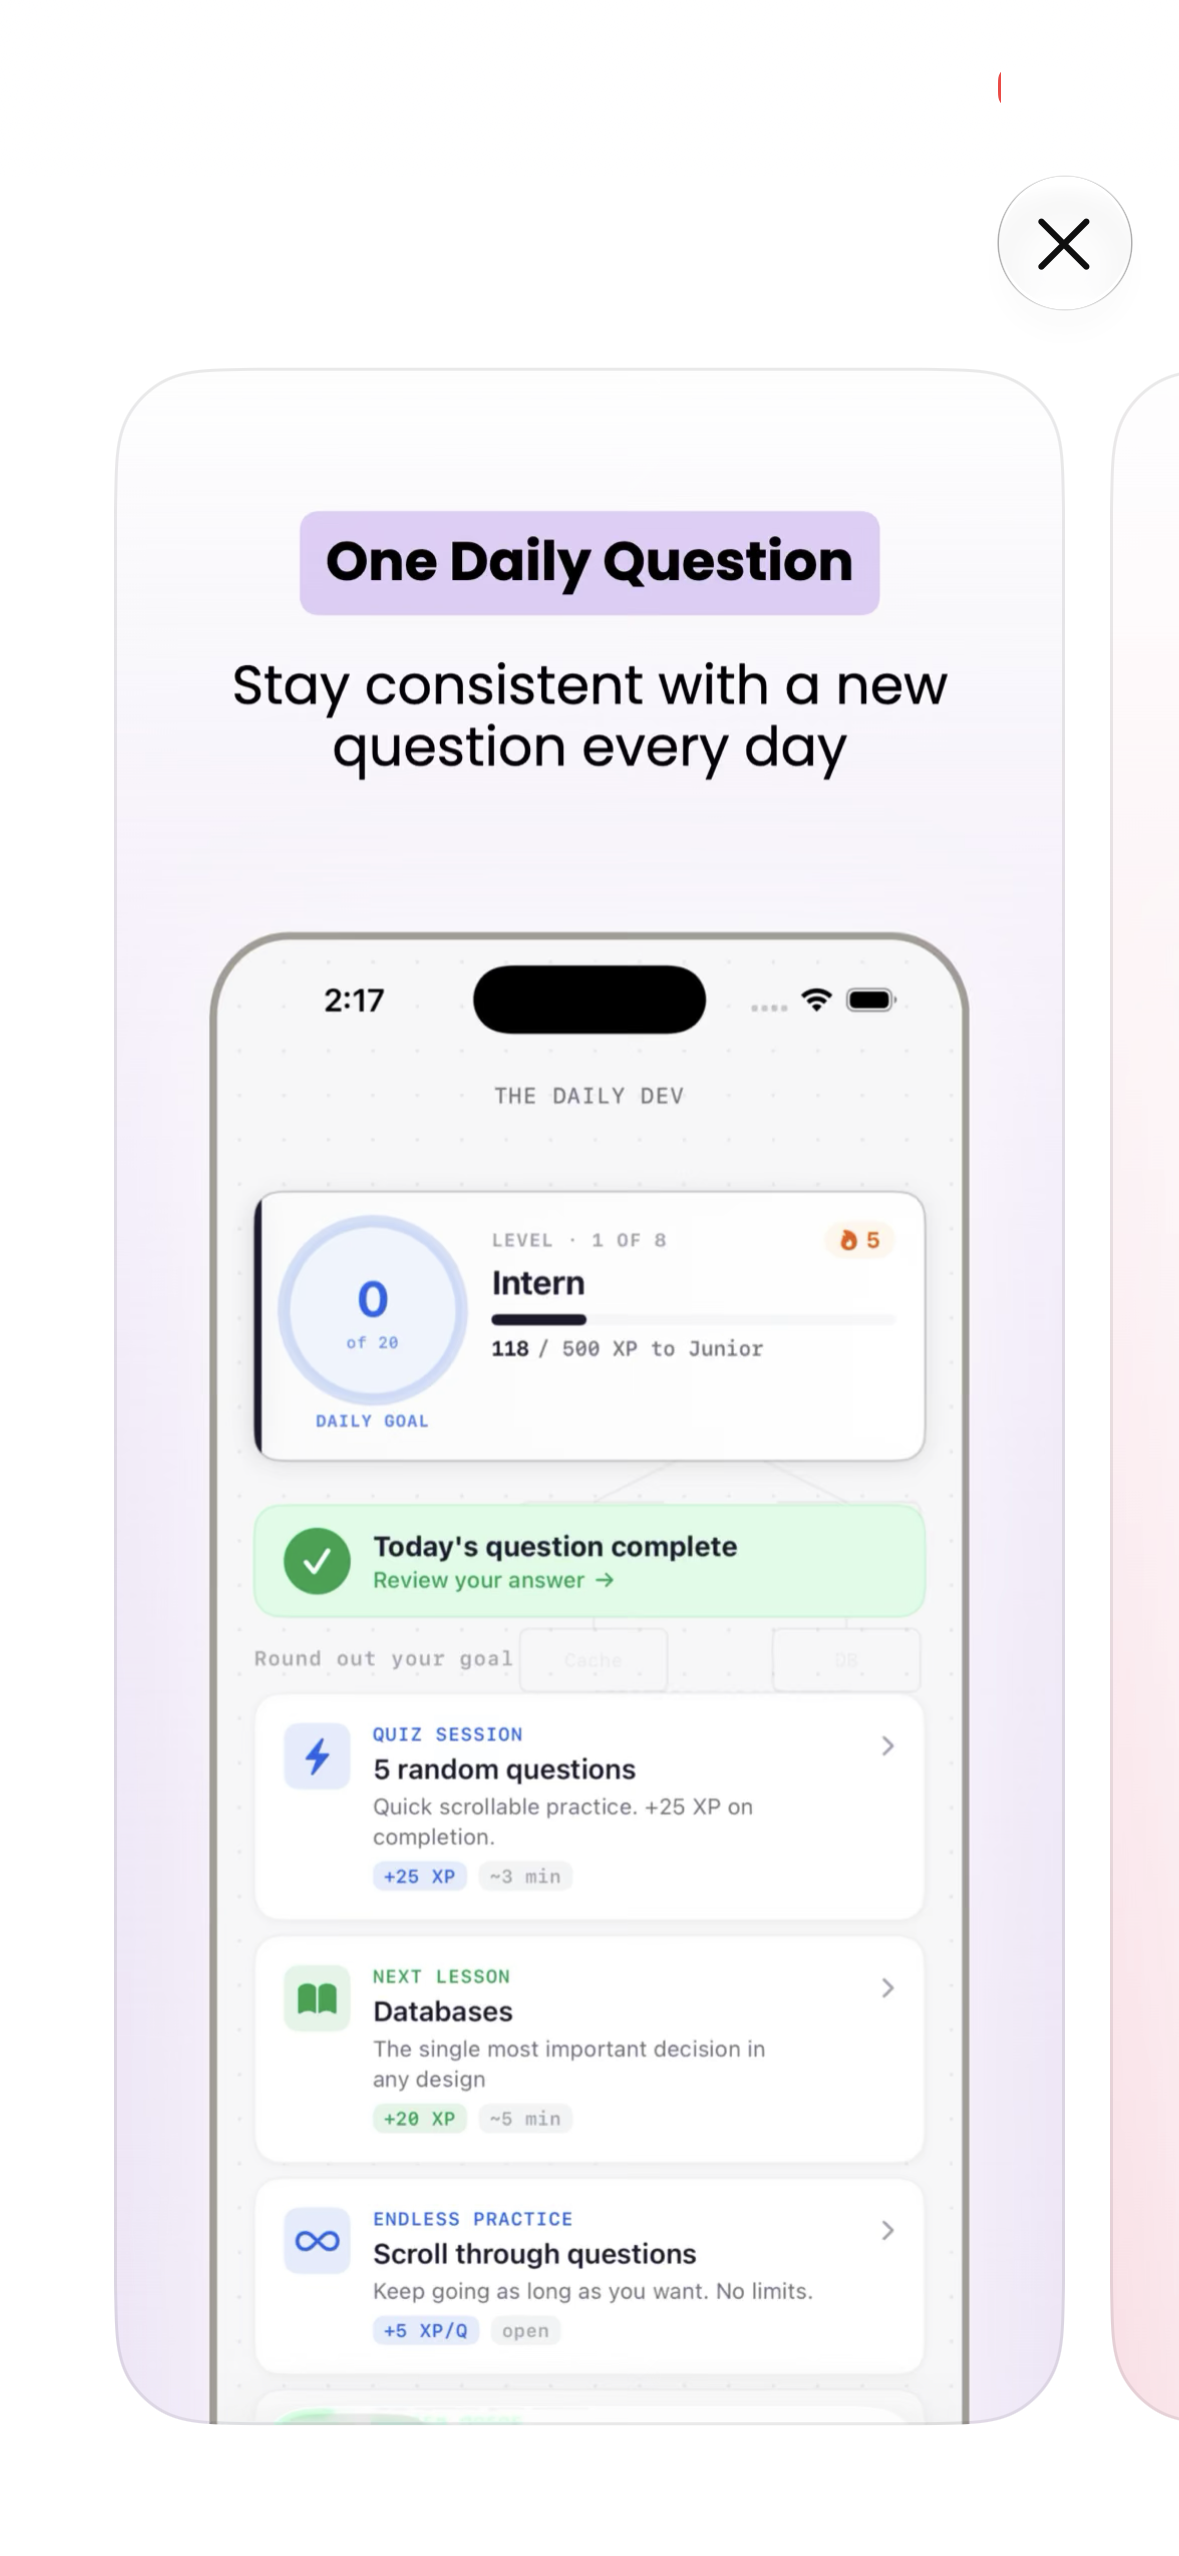 One Daily Question
Stay consistent with a new
question every day
2:17
THE DAILY DEV
0
of 20
DAILY GOAL
LEVEL · 1 OF 8
5
Intern
118 / 500 XP to Junior
Today's question complete
Review your answer →
Round out your goal
Cache
DB
QUIZ SESSION
5 random questions
Quick scrollable practice. +25 XP on
completion.
+25 XP
~3 min
NEXT LESSON
Databases
The single most important decision in
any design
+20 XP
~5 min
ENDLESS PRACTICE
Scroll through questions
Keep going as long as you want. No limits.
+5 XP/Q
open